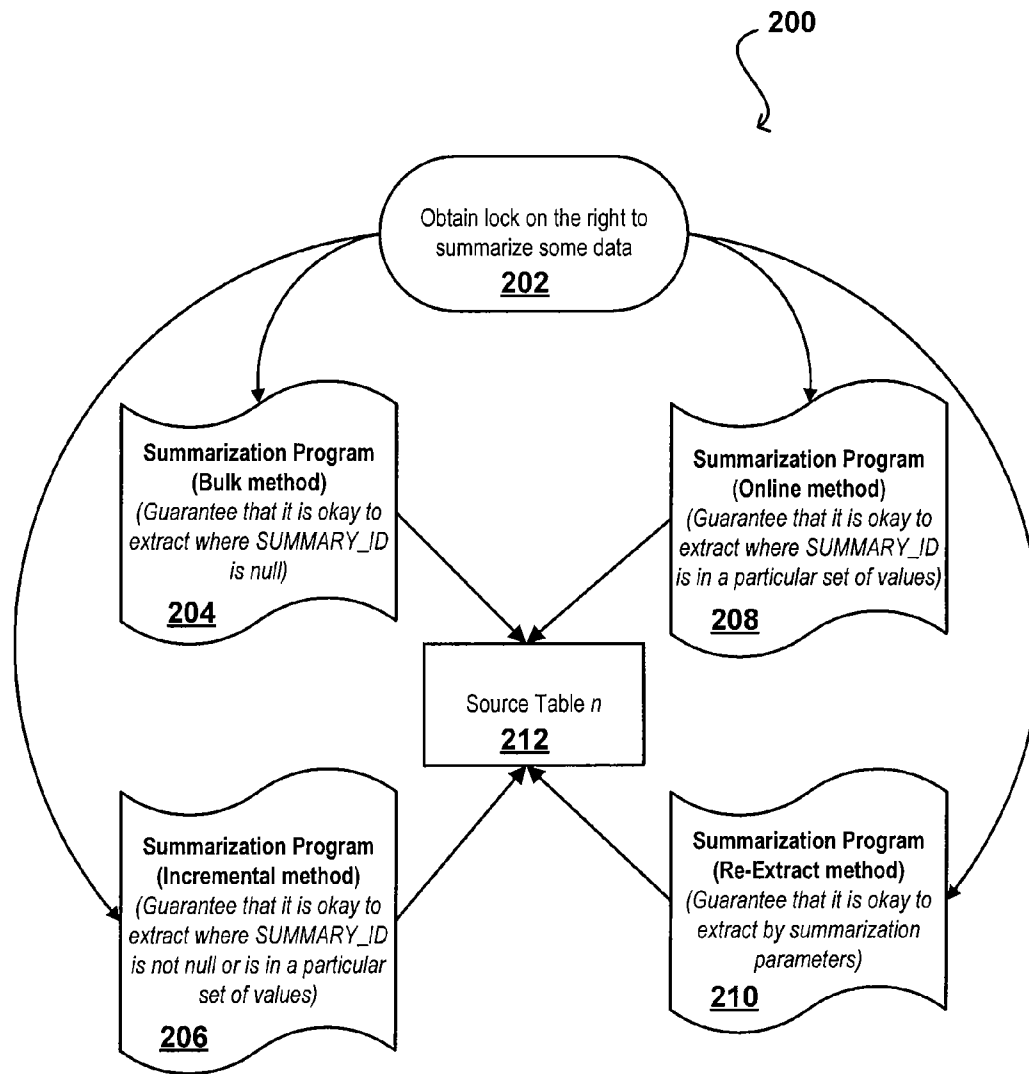 200
Obtain lock on the right to
summarize some data
202
Summarization Program
(Bulk method)
(Guarantee that it is okay to
extract where SUMMARY_ID
is null)
204
Summarization Program
(Online method)
(Guarantee that it is okay to
extract where SUMMARY_ID
is in a particular set of values)
208
Source Table n
212
Summarization Program
(Incremental method)
(Guarantee that it is okay to
extract where SUMMARY_ID
is not null or is in a particular
set of values)
206
Summarization Program
(Re-Extract method)
(Guarantee that it is okay to
extract by summarization
parameters)
210